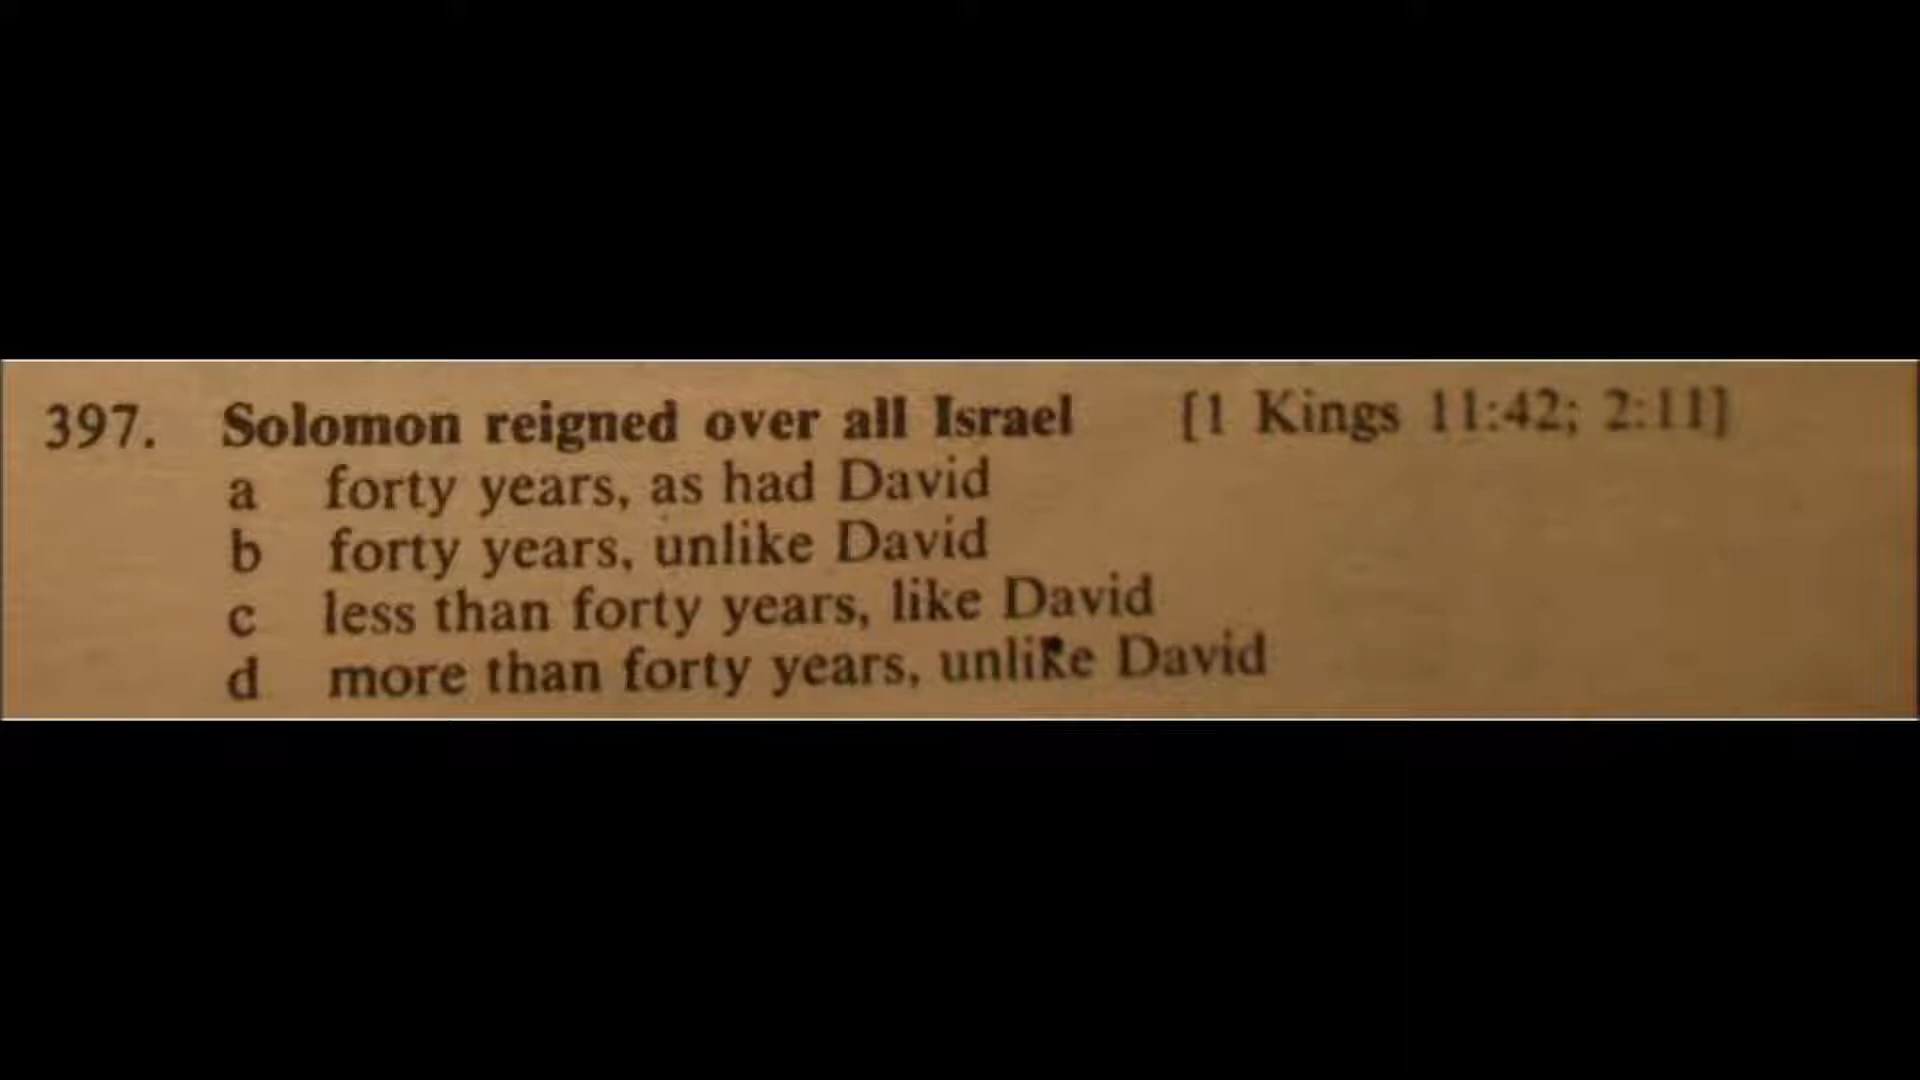 397. Solomon reigned over all Israel [1 Kings 11:42; 2:11]
a forty years, as had David
b forty years, unlike David
c less than forty years, like David
d more than forty years, unlike David